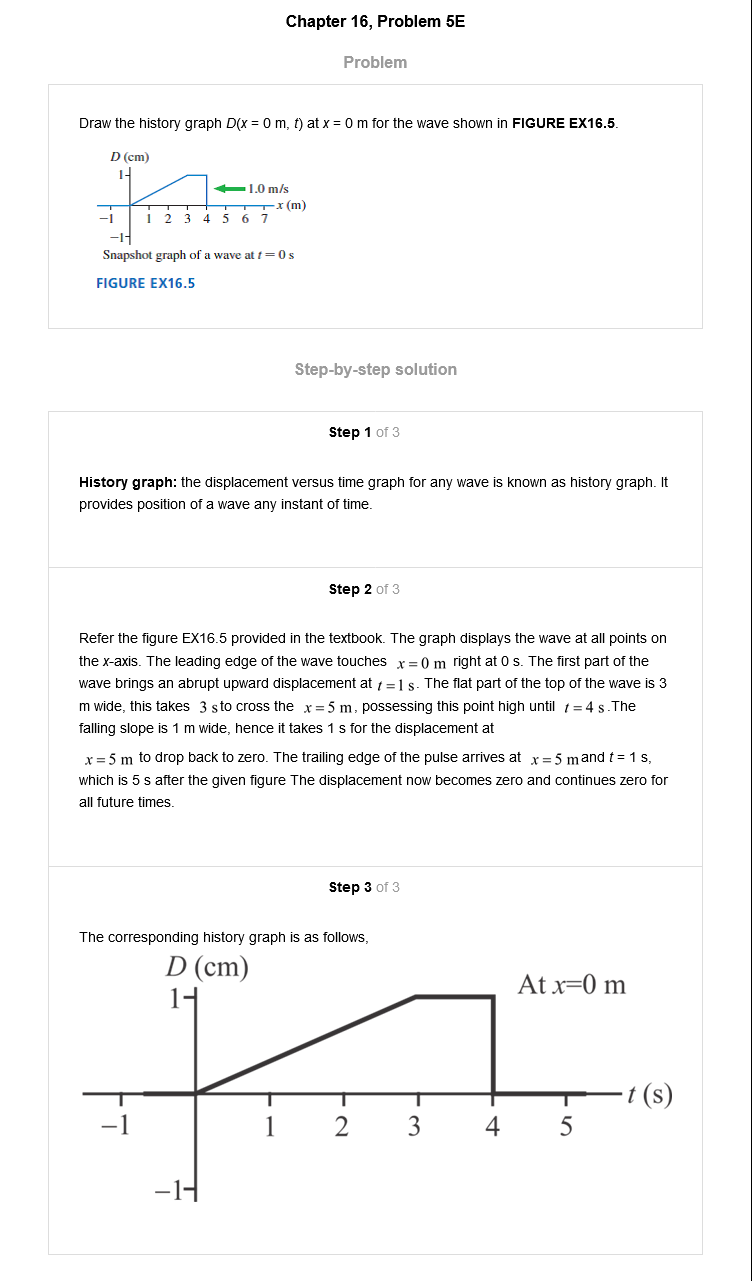 Chapter 16, Problem 5E
Problem
Draw the history graph D(x = 0 m, t) at x = 0 m for the wave shown in FIGURE EX16.5.
D (cm)
1
1.0 m/s
x (m)
−1 1 2 3 4 5 6 7
−1
Snapshot graph of a wave at t = 0 s
FIGURE EX16.5
Step-by-step solution
Step 1 of 3
History graph: the displacement versus time graph for any wave is known as history graph. It
provides position of a wave any instant of time.
Step 2 of 3
Refer the figure EX16.5 provided in the textbook. The graph displays the wave at all points on
the x-axis. The leading edge of the wave touches x = 0 m right at 0 s. The first part of the
wave brings an abrupt upward displacement at t = 1 s. The flat part of the top of the wave is 3
m wide, this takes 3 s to cross the x = 5 m, possessing this point high until t = 4 s.The
falling slope is 1 m wide, hence it takes 1 s for the displacement at
x = 5 m to drop back to zero. The trailing edge of the pulse arrives at x = 5 m and t = 1 s,
which is 5 s after the given figure The displacement now becomes zero and continues zero for
all future times.
Step 3 of 3
The corresponding history graph is as follows,
D (cm)
1
At x=0 m
t (s)
−1 1 2 3 4 5
−1